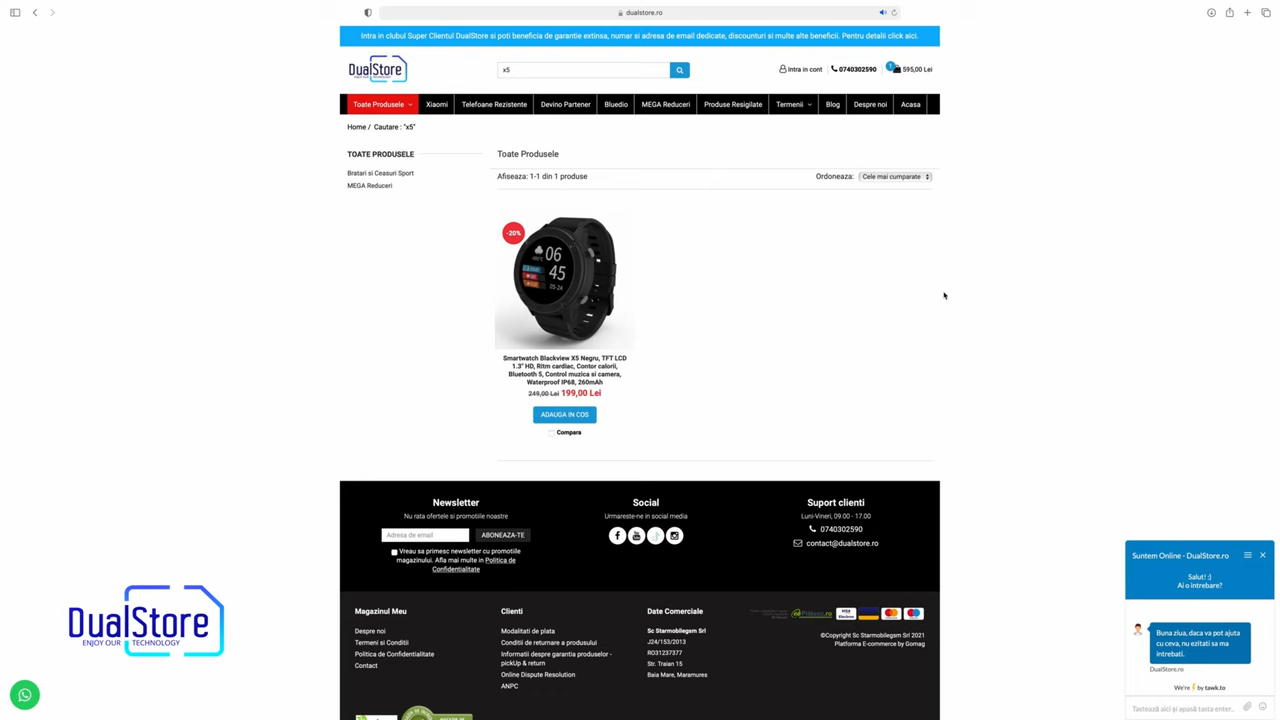 dualstore.ro
Intra in clubul Super Clientul DualStore si poti beneficia de garantie extinsa, numar si adresa de email dedicate, discounturi si multe alte beneficii. Pentru detalii click aici.
DualStore
x5
Intra in cont
0740302590
1
595,00 Lei
Toate Produsele
Xiaomi
Telefoane Rezistente
Devino Partener
Bluedio
MEGA Reduceri
Produse Resigilate
Termenii
Blog
Despre noi
Acasa
Home / Cautare : "x5"
TOATE PRODUSELE
Bratari si Ceasuri Sport
MEGA Reduceri
Toate Produsele
Afiseaza: 1-1 din 1 produse
Ordoneaza: Cele mai cumparate
-20%
06
45
05-24
Smartwatch Blackview X5 Negru, TFT LCD
1.3" HD, Ritm cardiac, Contor calorii,
Bluetooth 5, Control muzica si camera,
Waterproof IP68, 260mAh
249,00 Lei 199,00 Lei
ADAUGA IN COS
Compara
Newsletter
Nu rata ofertele si promotiile noastre
Adresa de email
ABONEAZA-TE
Vreau sa primesc newsletter cu promotiile
magazinului. Afla mai multe in Politica de
Confidentialitate
Social
Urmareste-ne in social media
Suport clienti
Luni-Vineri, 09.00 - 17.00
0740302590
contact@dualstore.ro
Magazinul Meu
Despre noi
Termeni si Conditii
Politica de Confidentialitate
Contact
Clienti
Modalitati de plata
Conditii de returnare a produsului
Informatii despre garantia produselor -
pickUp & return
Online Dispute Resolution
ANPC
Date Comerciale
Sc Starmobilegsm Srl
J24/153/2013
RO31237377
Str. Traian 15
Baia Mare, Maramures
VISA
©Copyright Sc Starmobilegsm Srl 2021
Platforma E-commerce by Gomag
DualStore
ENJOY OUR TECHNOLOGY
Suntem Online - DualStore.ro
Salut! :)
Ai o intrebare?
Buna ziua, daca va pot ajuta
cu ceva, nu ezitati sa ma
intrebati.
DualStore.ro
We're by tawk.to
Tastează aici și apasă tasta enter..